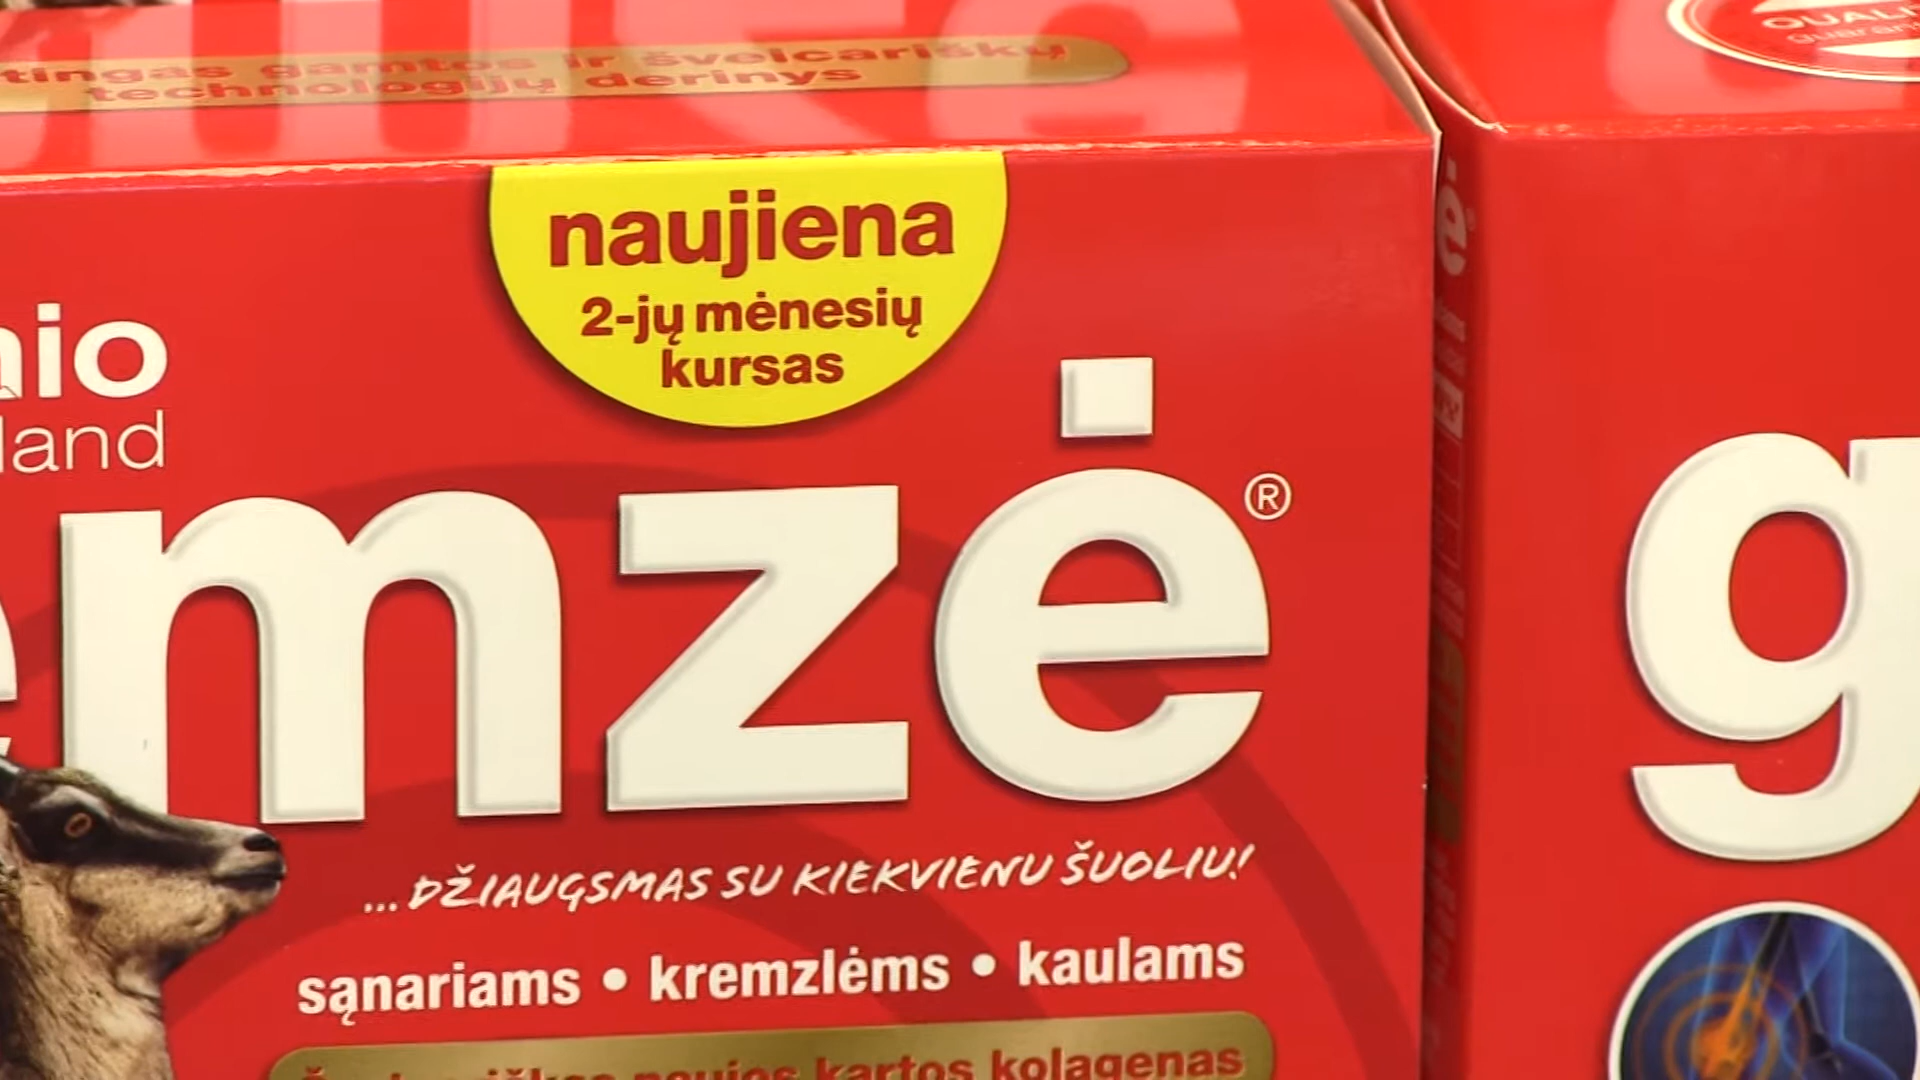 tingas gamtos ir šveicariškų
technologijų derinys
QUALI
naujiena
2-jų mėnesių
kursas
nio
land
emzė®
g
...DŽIAUGSMAS SU KIEKVIENU ŠUOLIU!
sąnariams • kremzlėms • kaulams
naujos kartos kolagenas